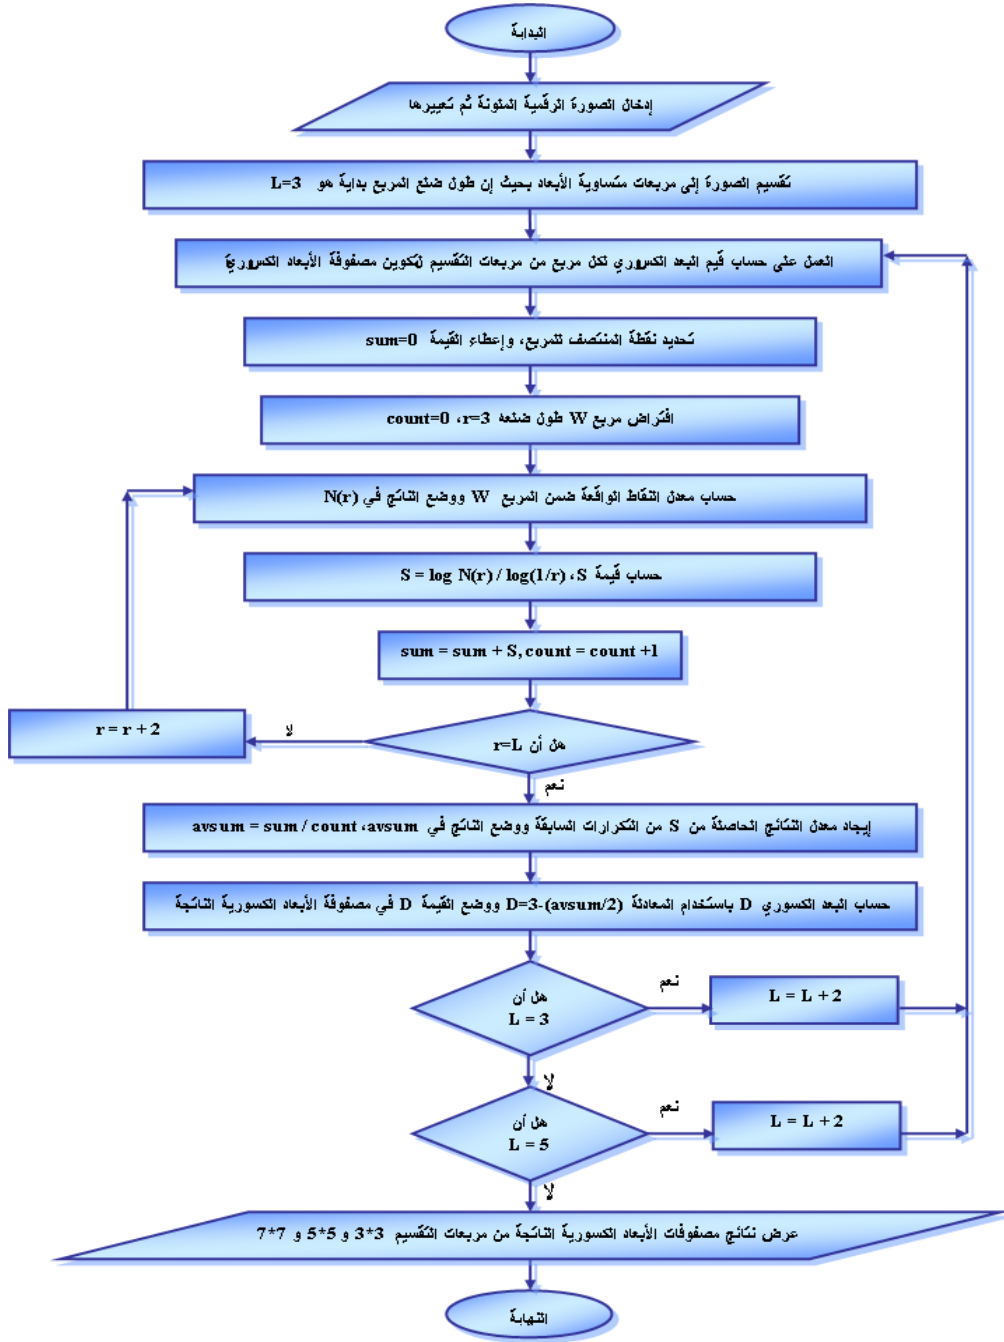 البداية
إدخال الصورة الرقمية الملونة ثم تعييرها
تقسيم الصورة إلى مربعات متساوية الأبعاد بحيث إن طول ضلع المربع بداية هو L=3
العمل على حساب قيم البعد الكسوري لكل مربع من مربعات التقسيم لتكوين مصفوفة الأبعاد الكسورية
تحديد نقطة المنتصف للمربع، وإعطاء القيمة sum=0
افتراض مربع W طول ضلعه r=3، count=0
حساب معدل النقاط الواقعة ضمن المربع W ووضع الناتج في N(r)
حساب قيمة S، S = log N(r) / log(1/r)
sum = sum + S, count = count +1
هل أن r=L
لا
r = r + 2
نعم
إيجاد معدل النتائج الحاصلة من S من التكرارات السابقة ووضع الناتج في avsum، avsum = sum / count
حساب البعد الكسوري D باستخدام المعادلة D=3-(avsum/2) ووضع القيمة D في مصفوفة الأبعاد الكسورية الناتجة
هل أن
L = 3
نعم
L = L + 2
لا
هل أن
L = 5
نعم
L = L + 2
لا
عرض نتائج مصفوفات الأبعاد الكسورية الناتجة من مربعات التقسيم 3*3 و 5*5 و 7*7
النهاية